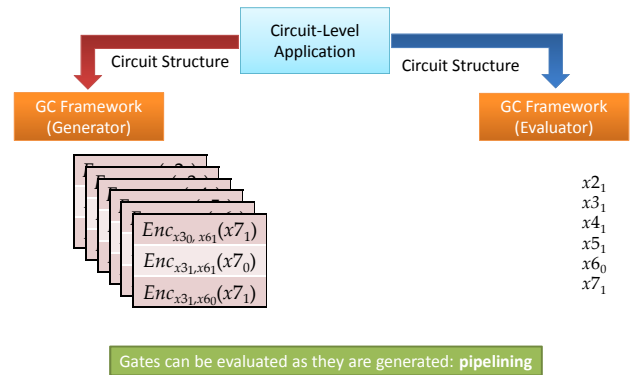 Circuit-Level
Application
Circuit Structure
Circuit Structure
GC Framework
(Generator)
GC Framework
(Evaluator)
Enc_{x3_0, x6_1}(x7_1)
Enc_{x3_1,x6_1}(x7_0)
Enc_{x3_1,x6_0}(x7_1)
x2_1
x3_1
x4_1
x5_1
x6_0
x7_1
Gates can be evaluated as they are generated: pipelining